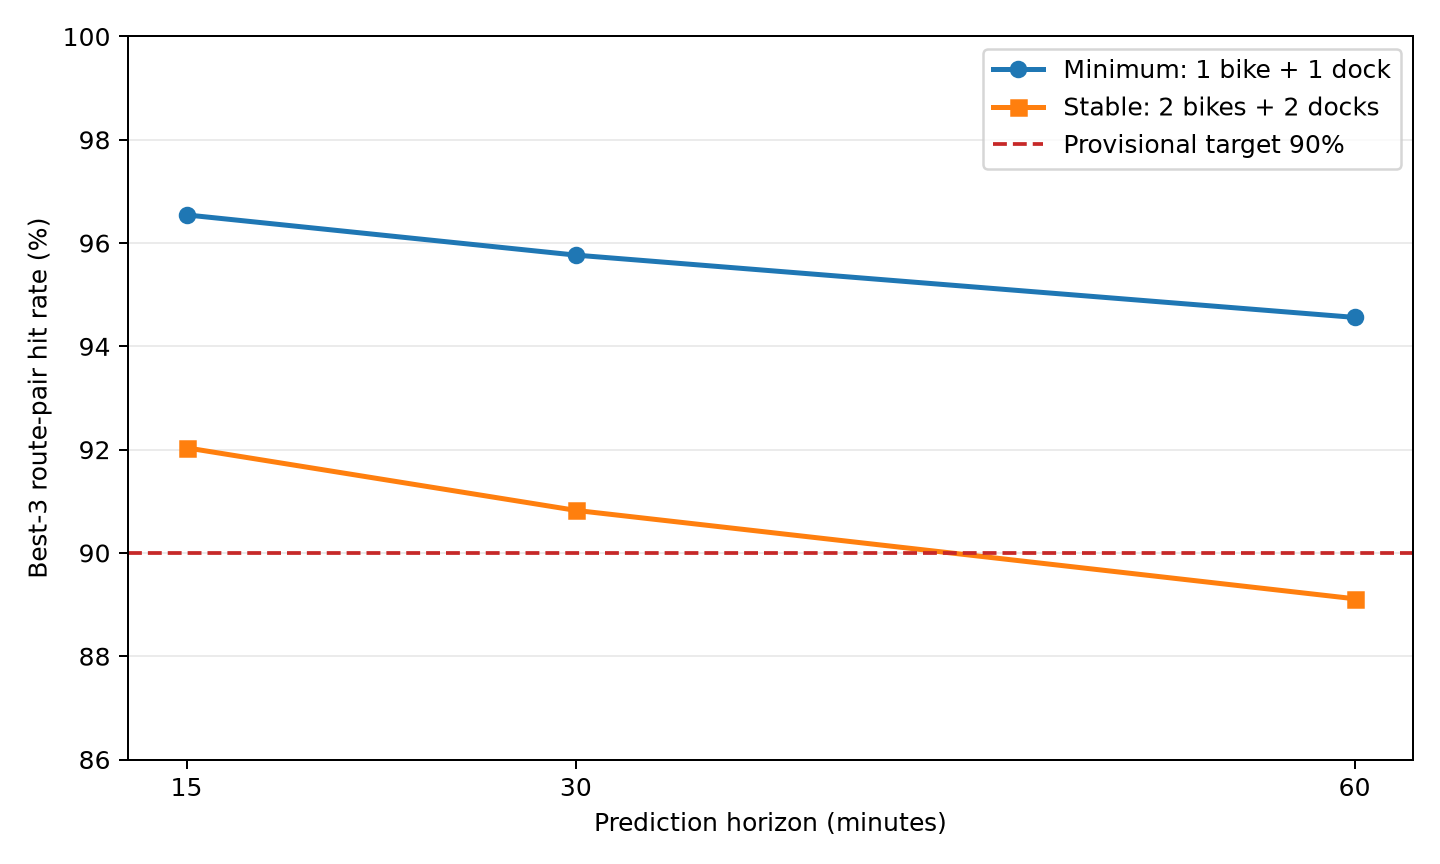 100
98
96
94
92
90
88
86
Best-3 route-pair hit rate (%)
Minimum: 1 bike + 1 dock
Stable: 2 bikes + 2 docks
Provisional target 90%
15
30
60
Prediction horizon (minutes)